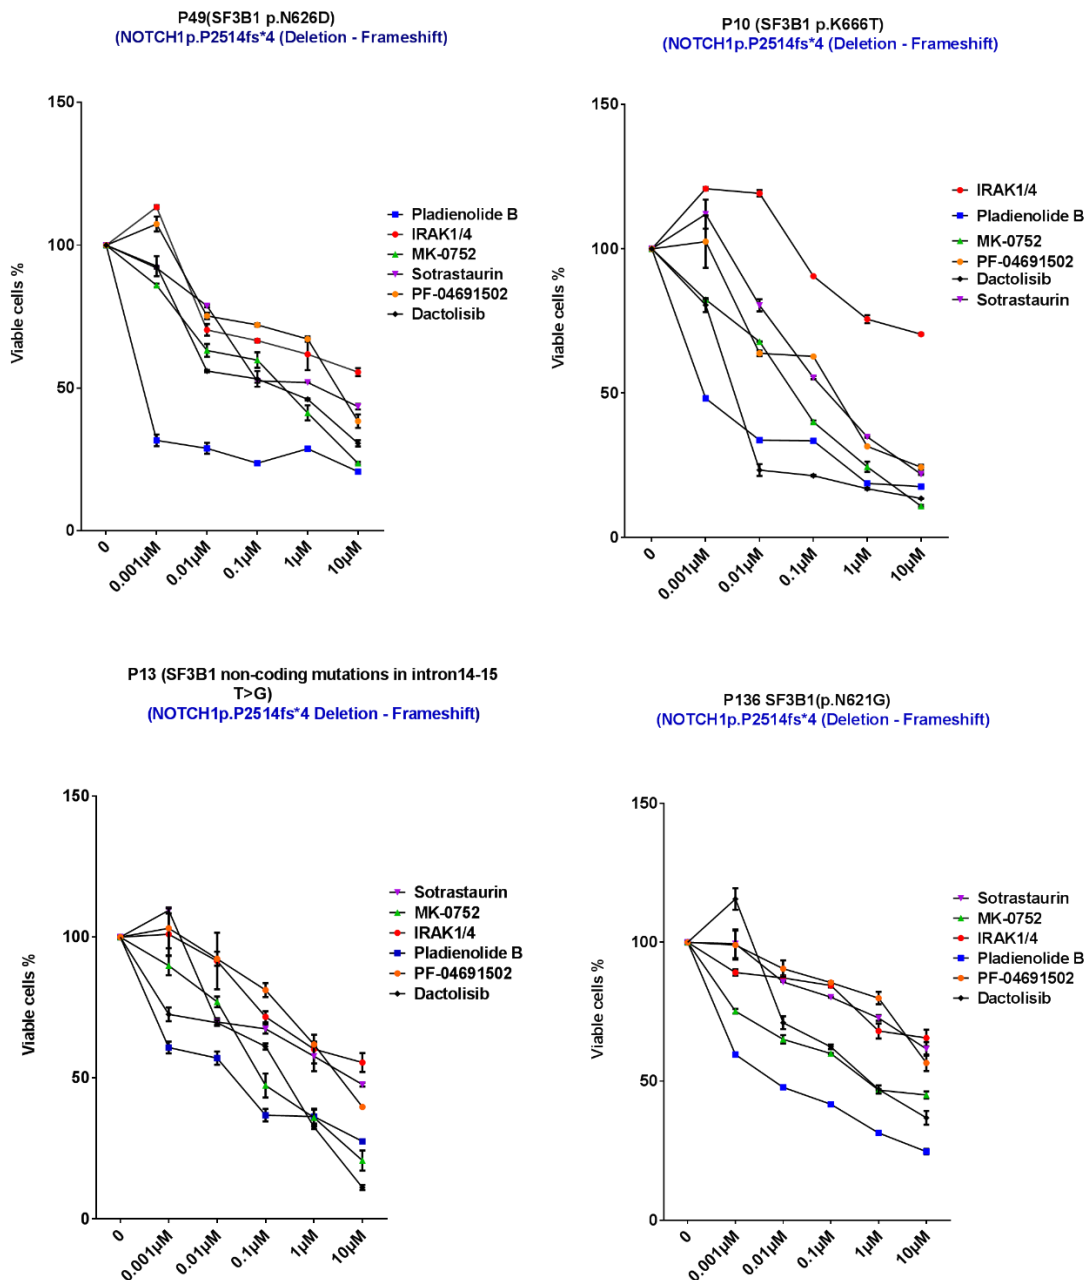 P49(SF3B1 p.N626D)
(NOTCH1p.P2514fs*4 (Deletion - Frameshift)
Viable cells %
150
100
50
0
0
0.001µM
0.01µM
0.1µM
1µM
10µM
Pladienolide B
IRAK1/4
MK-0752
Sotrastaurin
PF-04691502
Dactolisib
P10 (SF3B1 p.K666T)
(NOTCH1p.P2514fs*4 (Deletion - Frameshift)
Viable cells %
150
100
50
0
0
0.001µM
0.01µM
0.1µM
1µM
10µM
IRAK1/4
Pladienolide B
MK-0752
PF-04691502
Dactolisib
Sotrastaurin
P13 (SF3B1 non-coding mutations in intron14-15
T>G)
(NOTCH1p.P2514fs*4 Deletion - Frameshift)
Viable cells %
150
100
50
0
0
0.001µM
0.01µM
0.1µM
1µM
10µM
Sotrastaurin
MK-0752
IRAK1/4
Pladienolide B
PF-04691502
Dactolisib
P136 SF3B1(p.N621G)
(NOTCH1p.P2514fs*4 (Deletion - Frameshift)
Viable cells %
150
100
50
0
0
0.001µM
0.01µM
0.1µM
1µM
10µM
Sotrastaurin
MK-0752
IRAK1/4
Pladienolide B
PF-04691502
Dactolisib